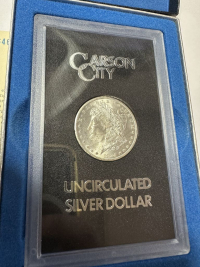 CARSON
CITY
UNCIRCULATED
SILVER DOLLAR